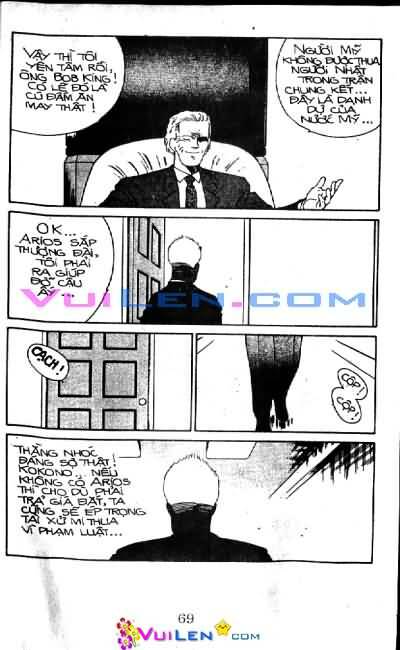 NGƯỜI MỸ
KHÔNG ĐƯỢC THUA
NGƯỜI NHẬT
TRONG TRẬN
CHUNG KẾT...
ĐÂY LÀ DANH
DỰ CỦA
NƯỚC MỸ...
VẬY THÌ TÔI
YÊN TÂM RỒI,
ÔNG BOB KING!
CÓ LẼ ĐÓ LÀ
CÚ ĐẦM ĂN
MAY THẬT!
OK...
ARIOS SẮP
THƯỢNG ĐÀI,
TÔI PHẢI
RA GIÚP
ĐỠ CẬU
ẤY...
VuiLen.com
CẠCH!
CỘP!
CỘP!
THẰNG NHÓC
ĐÁNG SỢ THẬT!
KOKONO... NẾU
KHÔNG CÓ ARIOS
THÌ CHO DÙ PHẢI
TRẢ GIÁ ĐẮT, TA
CŨNG SẼ ÉP TRỌNG
TÀI XỬ MI THUA
VÌ PHẠM LUẬT...
69
VuiLen.com